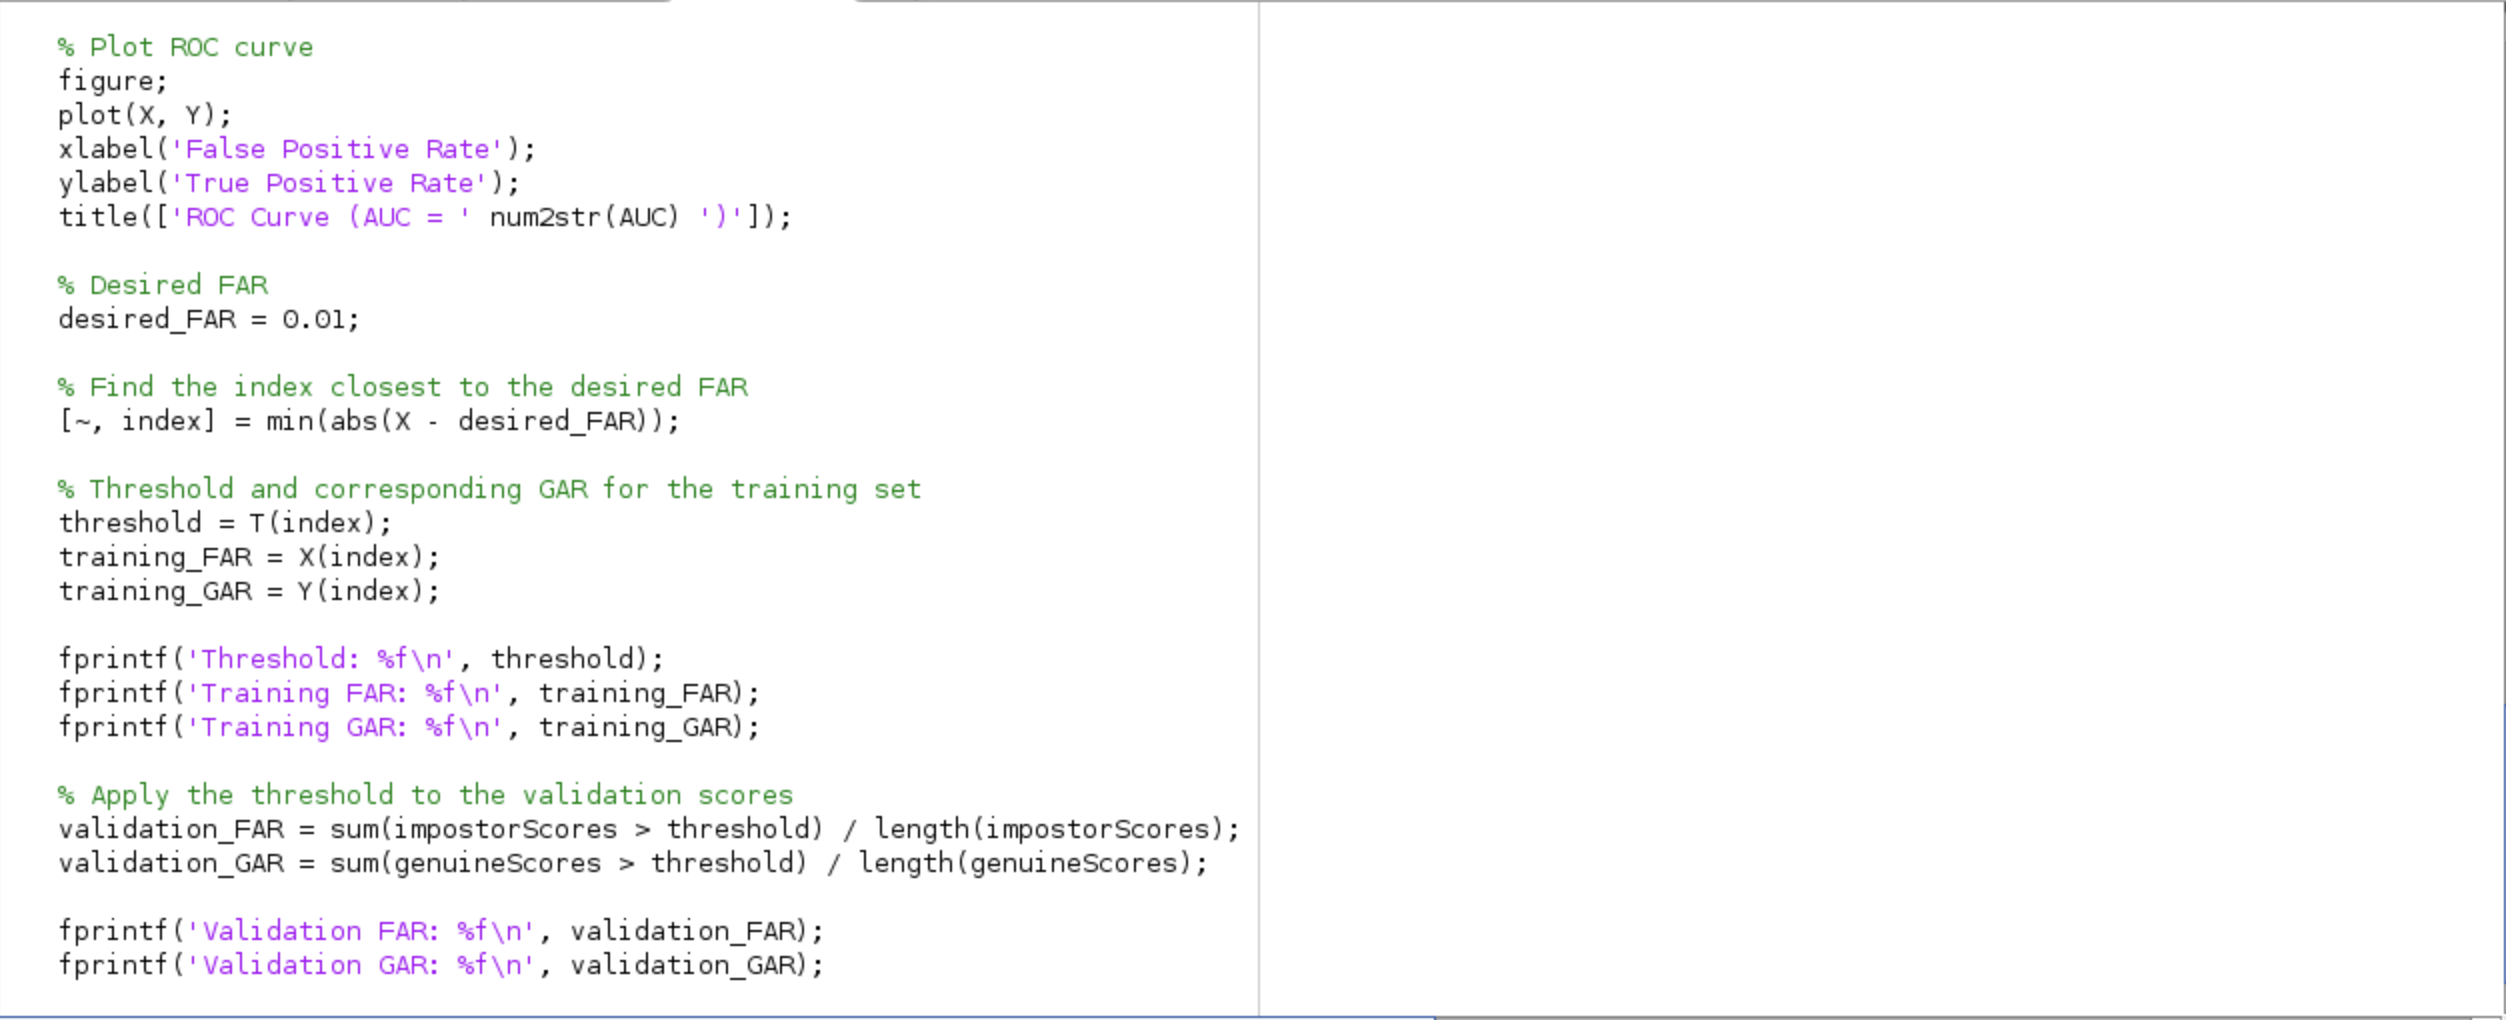 % Plot ROC curve
figure;
plot(X, Y);
xlabel('False Positive Rate');
ylabel('True Positive Rate');
title(['ROC Curve (AUC = ' num2str(AUC) ')']);
% Desired FAR
desired_FAR = 0.01;
% Find the index closest to the desired FAR
[~, index] = min(abs(X - desired_FAR));
% Threshold and corresponding GAR for the training set
threshold = T(index);
training_FAR = X(index);
training_GAR = Y(index);
fprintf('Threshold: %f\n', threshold);
fprintf('Training FAR: %f\n', training_FAR);
fprintf('Training GAR: %f\n', training_GAR);
% Apply the threshold to the validation scores
validation_FAR = sum(impostorScores > threshold) / length(impostorScores);
validation_GAR = sum(genuineScores > threshold) / length(genuineScores);
fprintf('Validation FAR: %f\n', validation_FAR);
fprintf('Validation GAR: %f\n', validation_GAR);